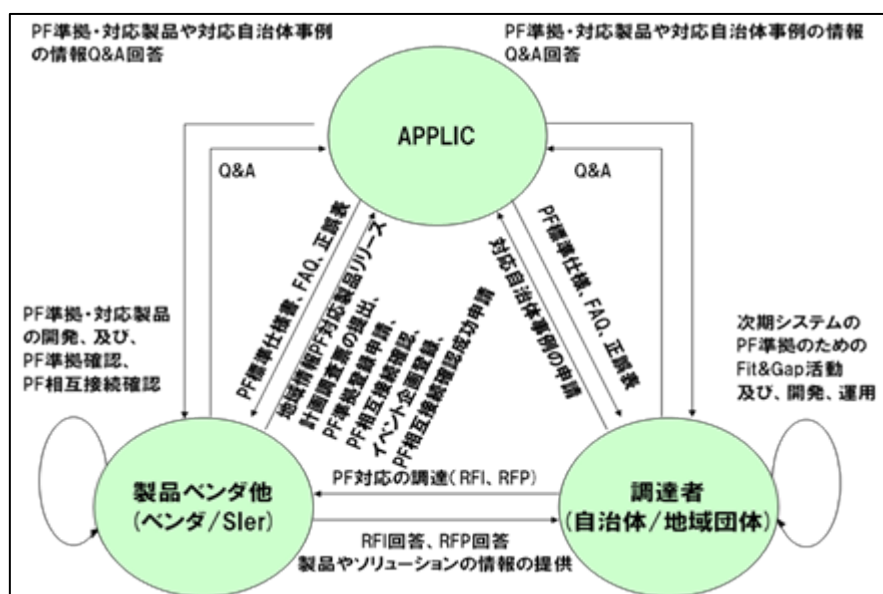 PF準拠・対応製品や対応自治体事例
の情報Q&A回答
PF準拠・対応製品や対応自治体事例の情報
Q&A回答
APPLIC
Q&A
Q&A
PF標準仕様書、FAQ、正誤表
地域情報PF対応製品リリース
計画調査票の提出、
PF準拠登録申請、
PF相互接続確認、
イベント企画登録、
PF相互接続確認成功申請
対応自治体事例の申請
PF標準仕様、FAQ、正誤表
PF準拠・対応製品
の開発、及び、
PF準拠確認、
PF相互接続確認
次期システムの
PF準拠のための
Fit&Gap活動
及び、開発、運用
製品ベンダ他
(ベンダ/SIer)
PF対応の調達(RFI、RFP)
RFI回答、RFP回答
製品やソリューションの情報の提供
調達者
(自治体/地域団体)